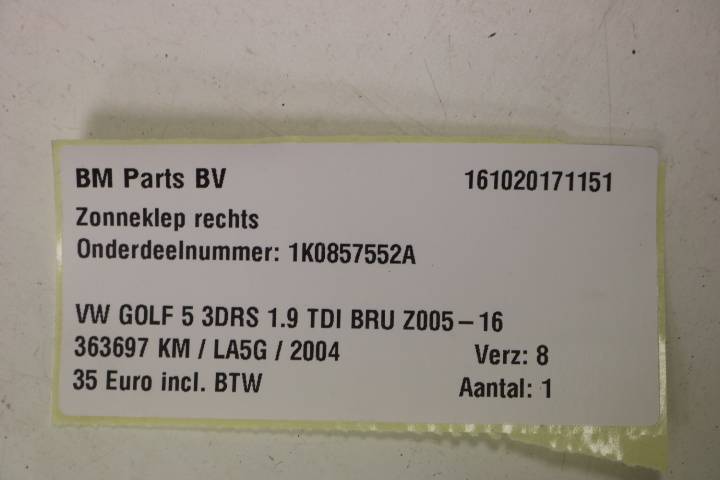 BM Parts BV 161020171151
Zonneklep rechts
Onderdeelnummer: 1K0857552A
VW GOLF 5 3DRS 1.9 TDI BRU Z005-16
363697 KM / LA5G / 2004 Verz: 8
35 Euro incl. BTW Aantal: 1